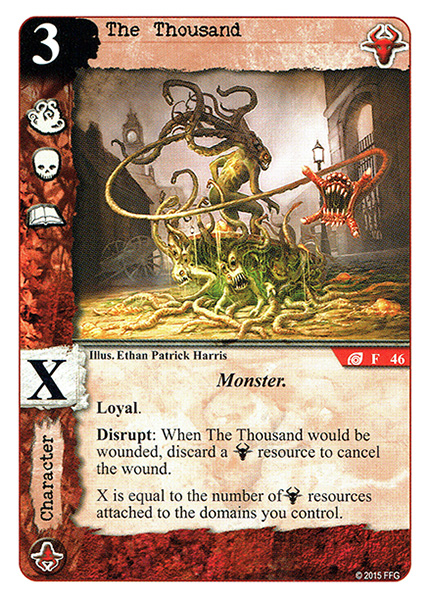 The Thousand
3
Illus. Ethan Patrick Harris
F 46
X
Monster.
Loyal.
Disrupt: When The Thousand would be
wounded, discard a resource to cancel
the wound.
X is equal to the number of resources
attached to the domains you control.
Character
© 2015 FFG